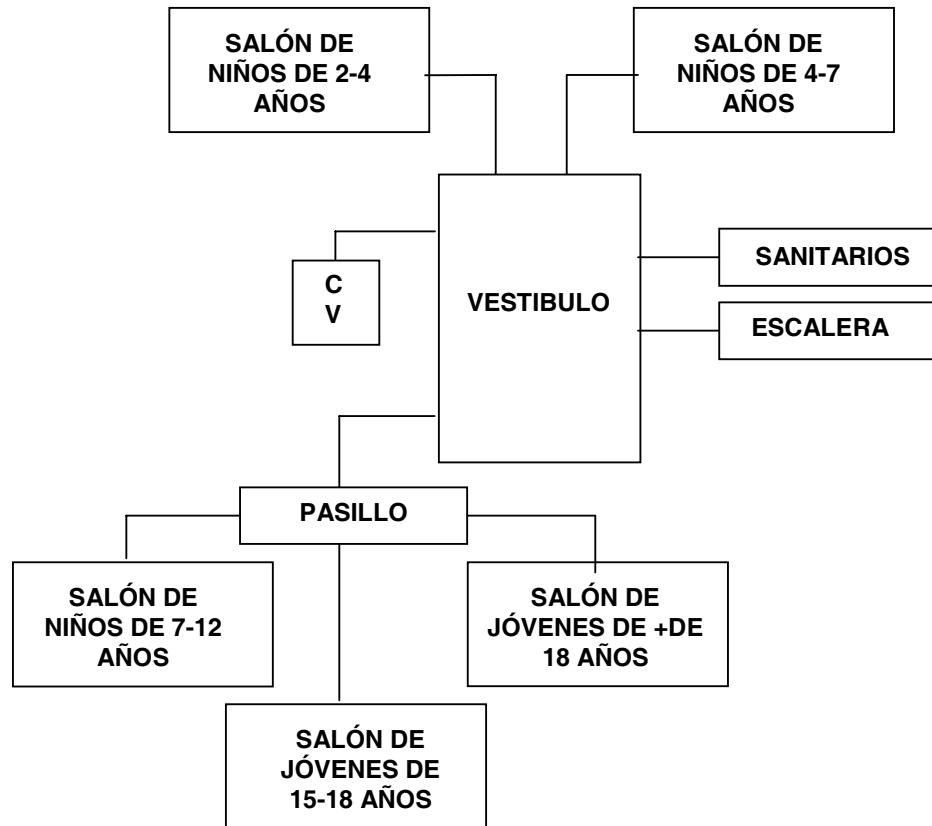 SALÓN DE
NIÑOS DE 2-4
AÑOS
SALÓN DE
NIÑOS DE 4-7
AÑOS
C
V
VESTIBULO
SANITARIOS
ESCALERA
PASILLO
SALÓN DE
NIÑOS DE 7-12
AÑOS
SALÓN DE
JÓVENES DE +DE
18 AÑOS
SALÓN DE
JÓVENES DE
15-18 AÑOS